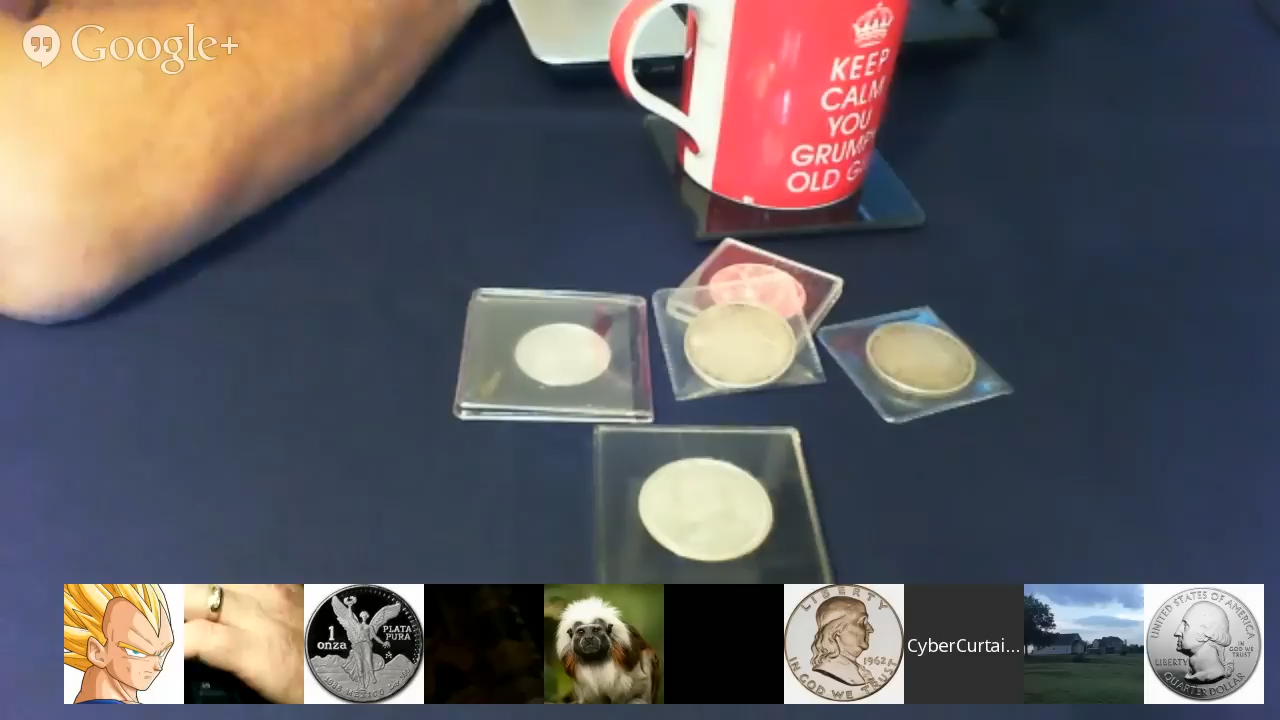 Google+
KEEP
CALM
YOU
OLD
1
onza
PLATA
PURA
LIBERTY
1962
IN GOD WE TRUST
CyberCurtai...
UNITED STATES OF AMERICA
LIBERTY
IN
GOD WE
TRUST
QUARTER DOLLAR